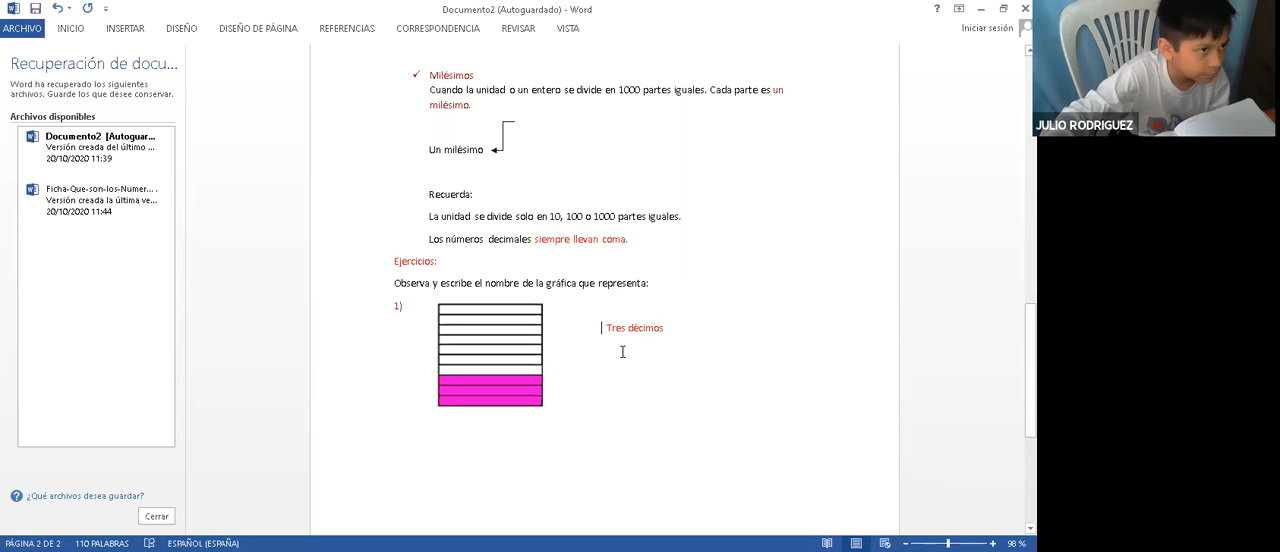 Documento2 (Autoguardado) - Word
ARCHIVO INICIO INSERTAR DISEÑO DISEÑO DE PÁGINA REFERENCIAS CORRESPONDENCIA REVISAR VISTA Iniciar sesión
Recuperación de docu...
Word ha recuperado los siguientes
archivos. Guarde los que desee conservar.
Archivos disponibles
Documento2 [Autoguar...
Versión creada del último ...
20/10/2020 11:39
Ficha-Que-son-los-Numer... .
Versión creada la última ve...
20/10/2020 11:44
¿Qué archivos desea guardar?
Cerrar
✓ Milésimos
Cuando la unidad o un entero se divide en 1000 partes iguales. Cada parte es un
milésimo.
Un milésimo
Recuerda:
La unidad se divide solo en 10, 100 o 1000 partes iguales.
Los números decimales siempre llevan coma.
Ejercicios:
Observa y escribe el nombre de la gráfica que representa:
1)
Tres décimos
JULIO RODRIGUEZ
PÁGINA 2 DE 2 110 PALABRAS ESPAÑOL (ESPAÑA) 98 %